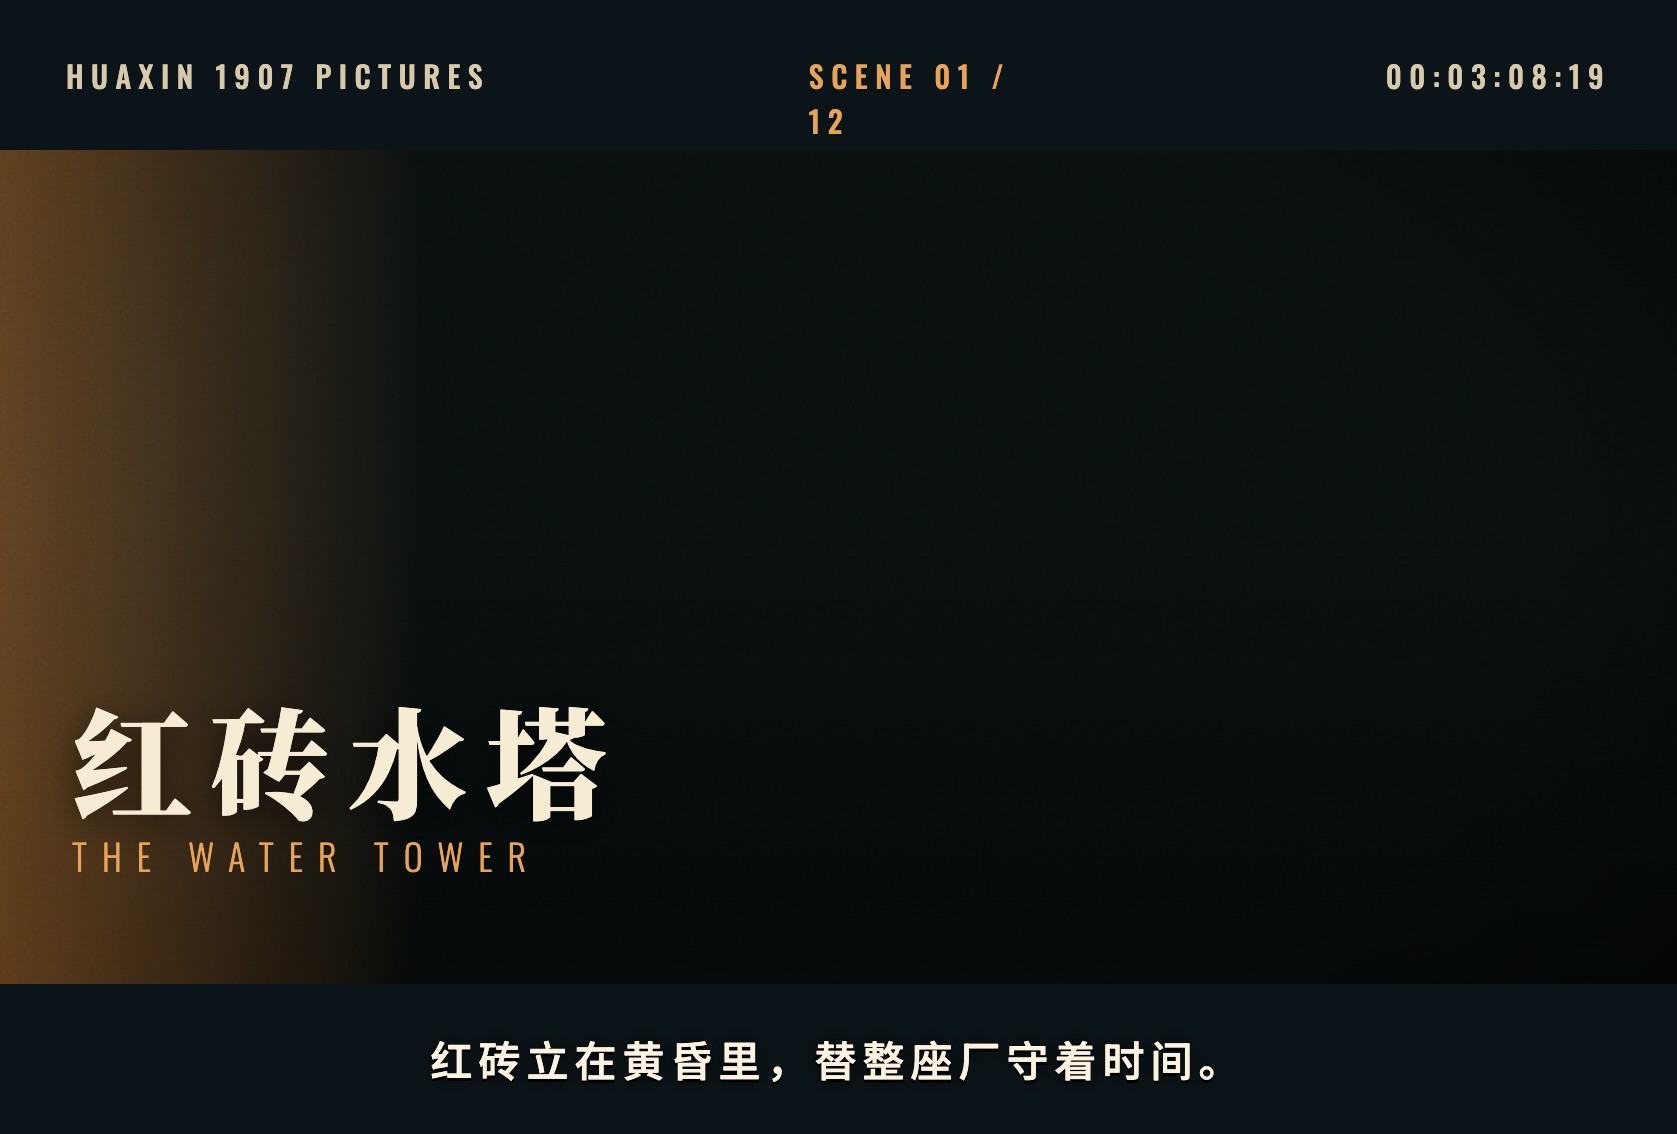 HUAXIN 1907 PICTURES
SCENE 01 /
12
00:03:08:19
红砖水塔
THE WATER TOWER
红砖立在黄昏里，替整座厂守着时间。